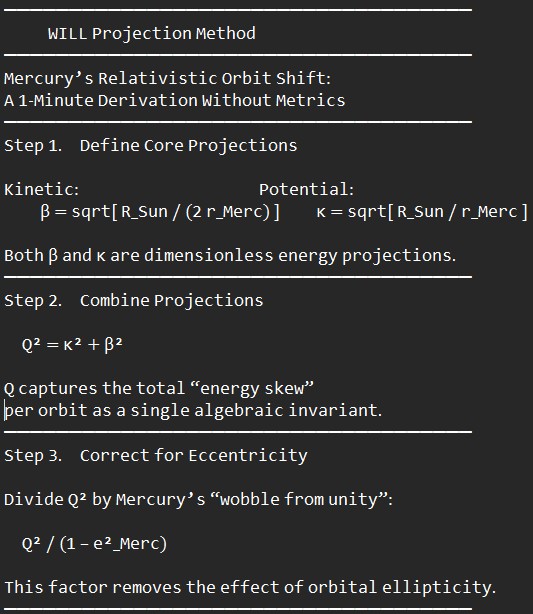 WILL Projection Method
Mercury’s Relativistic Orbit Shift:
A 1-Minute Derivation Without Metrics
Step 1. Define Core Projections
Kinetic: Potential:
β = sqrt[ R_Sun / (2 r_Merc) ] κ = sqrt[ R_Sun / r_Merc ]
Both β and κ are dimensionless energy projections.
Step 2. Combine Projections
Q² = κ² + β²
Q captures the total “energy skew”
per orbit as a single algebraic invariant.
Step 3. Correct for Eccentricity
Divide Q² by Mercury’s “wobble from unity”:
Q² / (1 – e²_Merc)
This factor removes the effect of orbital ellipticity.